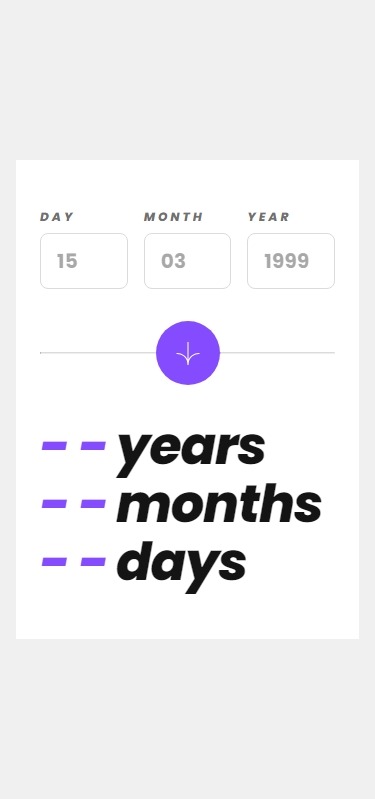 DAY MONTH YEAR
15 03 1999
-- years
-- months
-- days